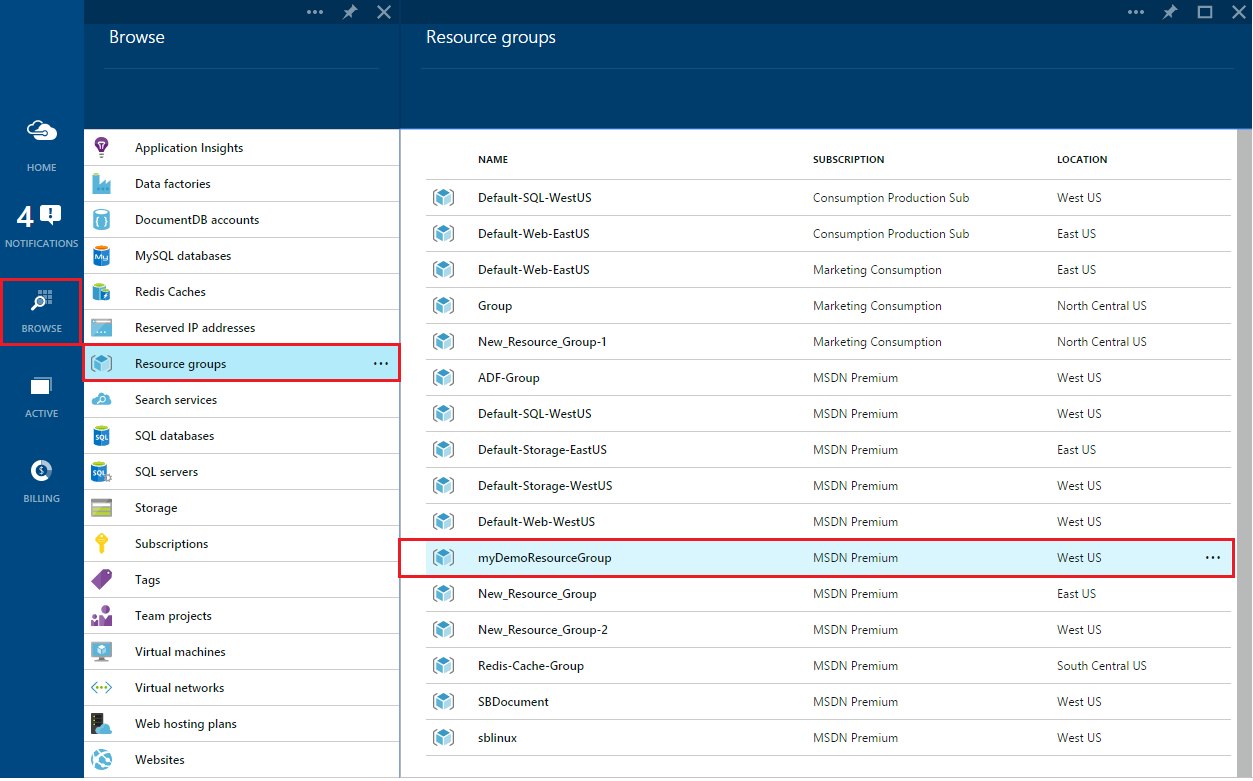 Browse
Resource groups
HOME
4
NOTIFICATIONS
BROWSE
ACTIVE
BILLING
Application Insights
Data factories
DocumentDB accounts
MySQL databases
Redis Caches
Reserved IP addresses
Resource groups
Search services
SQL databases
SQL servers
Storage
Subscriptions
Tags
Team projects
Virtual machines
Virtual networks
Web hosting plans
Websites
My
SQL
SQL
NAME SUBSCRIPTION LOCATION
Default-SQL-WestUS Consumption Production Sub West US
Default-Web-EastUS Consumption Production Sub East US
Default-Web-EastUS Marketing Consumption East US
Group Marketing Consumption North Central US
New_Resource_Group-1 Marketing Consumption North Central US
ADF-Group MSDN Premium West US
Default-SQL-WestUS MSDN Premium West US
Default-Storage-EastUS MSDN Premium East US
Default-Storage-WestUS MSDN Premium West US
Default-Web-WestUS MSDN Premium West US
myDemoResourceGroup MSDN Premium West US
New_Resource_Group MSDN Premium East US
New_Resource_Group-2 MSDN Premium West US
Redis-Cache-Group MSDN Premium South Central US
SBDocument MSDN Premium West US
sblinux MSDN Premium West US